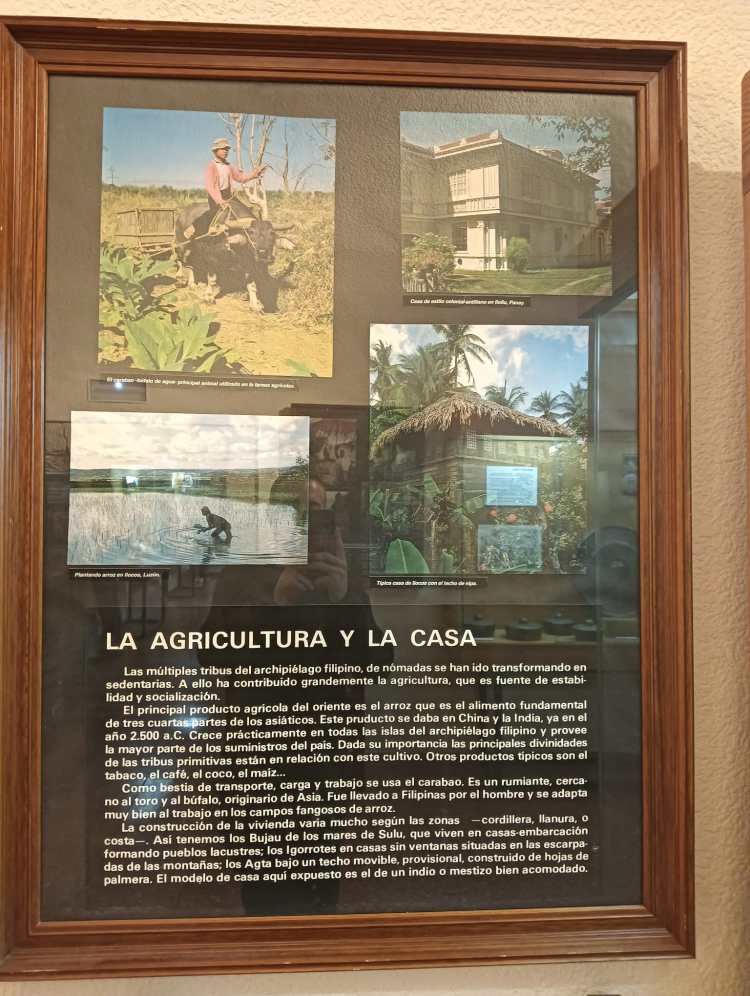 Casa de estilo colonial-antillano en Sollu, Panay.
El carabao -búfalo de agua- principal animal utilizado en la tareas agrícolas.
Plantando arroz en Ilocos, Luzón.
Típica casa de Ilocos con el techo de nipa.
LA AGRICULTURA Y LA CASA
Las múltiples tribus del archipiélago filipino, de nómadas se han ido transformando en
sedentarias. A ello ha contribuido grandemente la agricultura, que es fuente de estabi-
lidad y socialización.
El principal producto agrícola del oriente es el arroz que es el alimento fundamental
de tres cuartas partes de los asiáticos. Este pruducto se daba en China y la India, ya en el
año 2.500 a.C. Crece prácticamente en todas las islas del archipiélago filipino y provee
la mayor parte de los suministros del pais. Dada su importancia las principales divinidades
de las tribus primitivas están en relación con este cultivo. Otros productos típicos son el
tabaco, el café, el coco, el maiz...
Como bestia de transporte, carga y trabajo se usa el carabao. Es un rumiante, cerca-
no al toro y al búfalo, originario de Asia. Fue llevado a Filipinas por el hombre y se adapta
muy bien al trabajo en los campos fangosos de arroz.
La construcción de la vivienda varia mucho según las zonas —cordillera, llanura, o
costa—. Así tenemos los Bujau de los mares de Sulu, que viven en casas-embarcación
formando pueblos lacustres; los Igorrotes en casas sin ventanas situadas en las escarpa-
das de las montañas; los Agta bajo un techo movible, provisional, construido de hojas de
palmera. El modelo de casa aquí expuesto es el de un indio o mestizo bien acomodado.